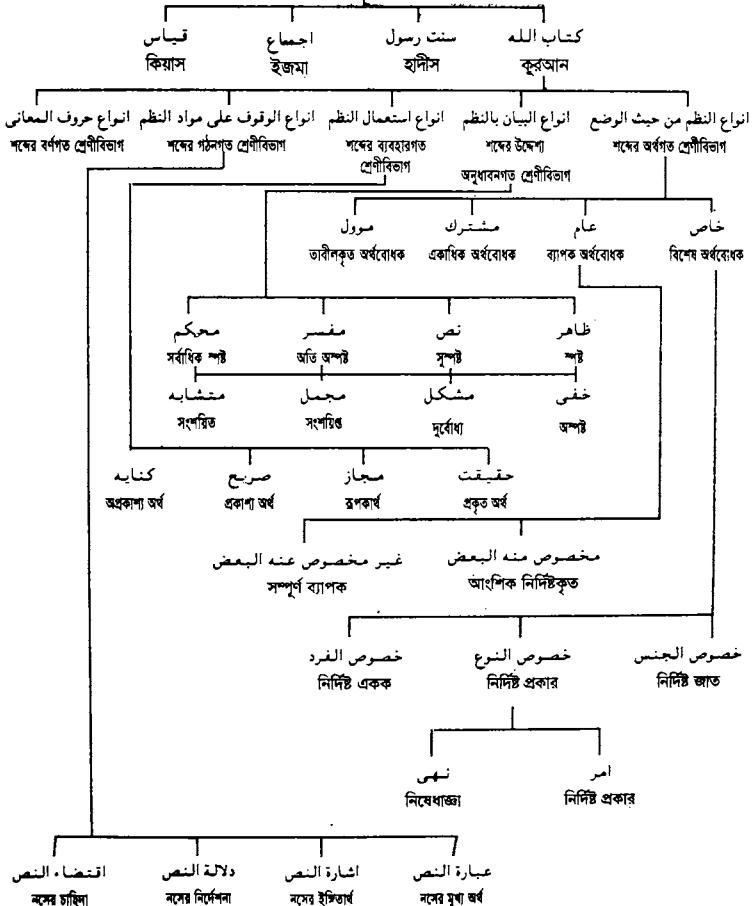 كتاب الله سنت رسول اجماع قياس
কূরআন হাদীস ইজমা কিয়াস
انواع النظم من حيث الوضع انواع البيان بالنظم انواع استعمال النظم انواع الوقوف على مواد النظم انواع حروف المعانى
শব্দের অর্থগত শ্রেণীবিভাগ শব্দের উদ্দেশ্য শব্দের ব্যবহারগত শব্দের গঠনগত শ্রেণীবিভাগ শব্দের বর্ণগত শ্রেণীবিভাগ
অনুধাবনগত শ্রেণীবিভাগ শ্রেণীবিভাগ
خاص عام مشترك موول
বিশেষ অর্থবোধক ব্যাপক অর্থবোধক একাধিক অর্থবোধক তাবীলকৃত অর্থবোধক
ظاهر نص مفسر محكم
স্পষ্ট সুস্পষ্ট অতি অস্পষ্ট সর্বাধিক স্পষ্ট
خفى مشكل مجمل متشابه
অস্পষ্ট দুর্বোধ্য সংশয়িপ্ত সংশয়িত
حقيقت مجاز صريح كنايه
প্রকৃত অর্থ রূপকার্থ প্রকাশ্য অর্থ অপ্রকাশ্য অর্থ
مخصوص منه البعض غير مخصوص عنه البعض
আংশিক নির্দিষ্টকৃত সম্পূর্ণ ব্যাপক
خصوص الجنس خصوص النوع خصوص الفرد
নির্দিষ্ট জাত নির্দিষ্ট প্রকার নির্দিষ্ট একক
امر نهى
নির্দিষ্ট প্রকার নিষেধাজ্ঞা
عبارة النص اشارة النص دلالة النص اقتضاء النص
নসের মুখ্য অর্থ নসের ইঙ্গিতার্থ নসের নির্দেশনা নসের চাহিদা